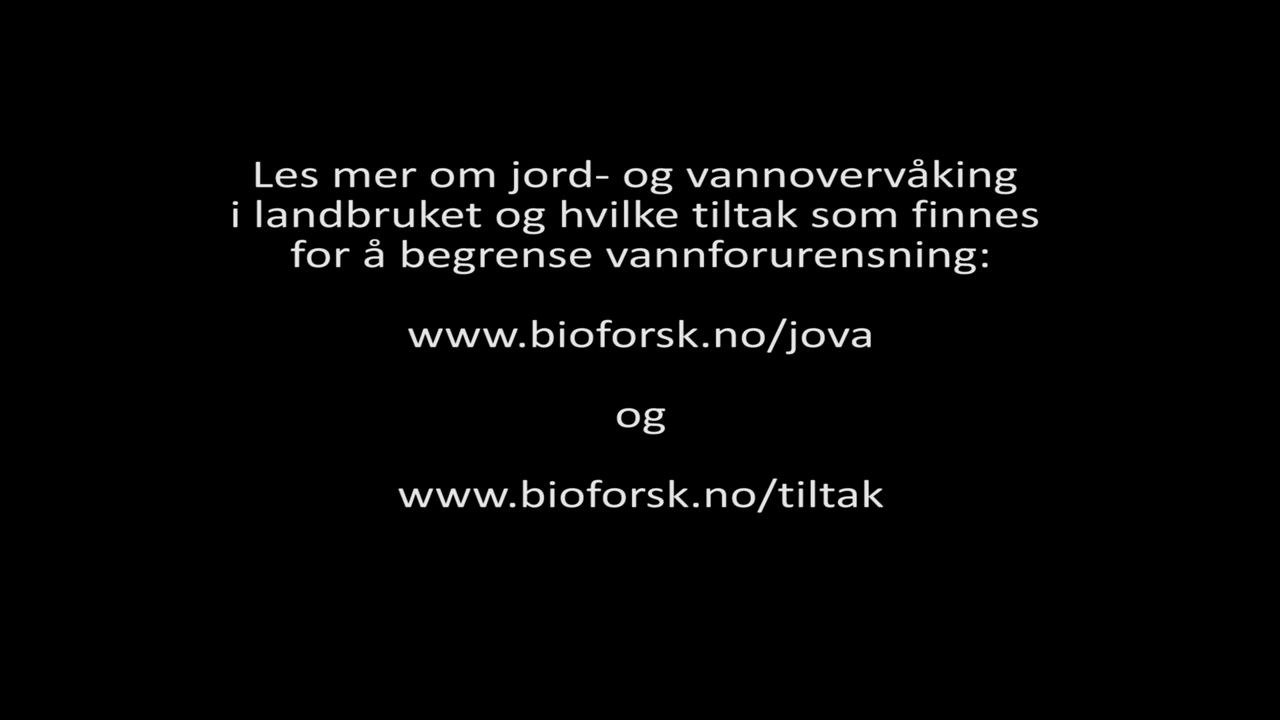 Les mer om jord- og vannovervåking
i landbruket og hvilke tiltak som finnes
for å begrense vannforurensning:
www.bioforsk.no/jova
og
www.bioforsk.no/tiltak